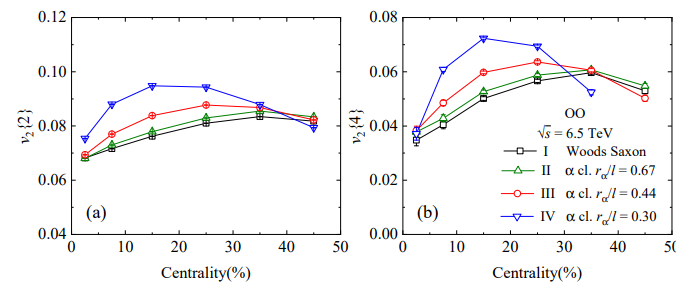 v₂{2}
0.12
0.10
0.08
0.06
0.04
(a)
0 10 20 30 40 50
Centrality(%)
v₂{4}
0.08
0.06
0.04
0.02
0.00
(b)
OO
√s = 6.5 TeV
I Woods Saxon
II α cl. rα/l = 0.67
III α cl. rα/l = 0.44
IV α cl. rα/l = 0.30
0 10 20 30 40 50
Centrality(%)